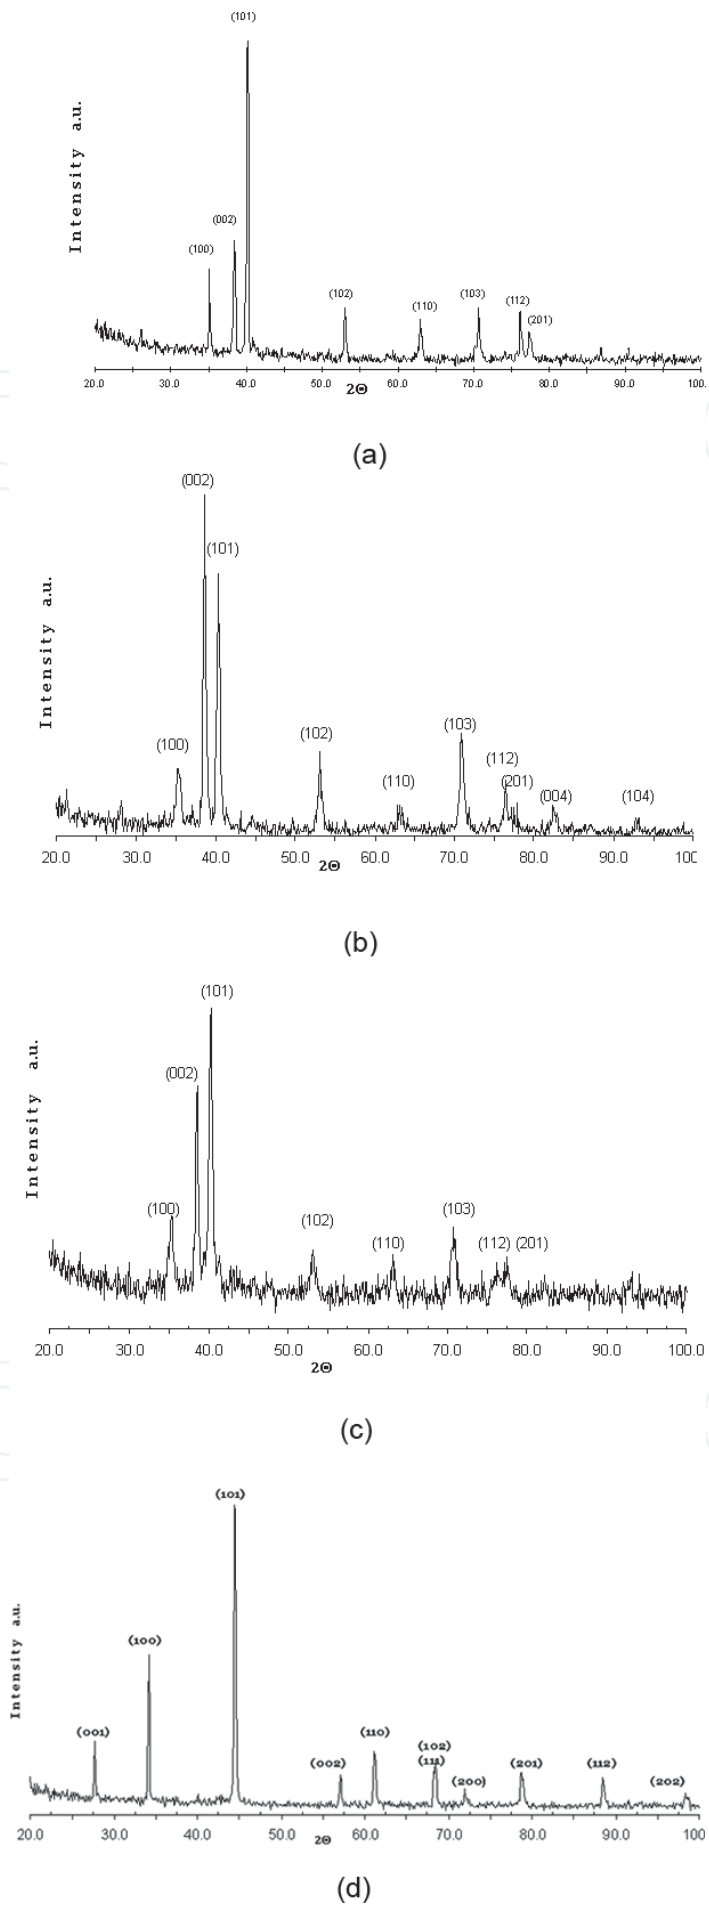 (101)
Intensity a.u.
(002)
(100)
(102)
(110)
(103)
(112)
(201)
20.0 30.0 40.0 50.0 60.0 70.0 80.0 90.0 100.
2Θ
(a)
(002)
(101)
Intensity a.u.
(100)
(102)
(110)
(103)
(112)
(201)
(004)
(104)
20.0 30.0 40.0 50.0 60.0 70.0 80.0 90.0 100
2Θ
(b)
(101)
Intensity a.u.
(002)
(100)
(102)
(110)
(103)
(112) (201)
20.0 30.0 40.0 50.0 60.0 70.0 80.0 90.0 100.0
2Θ
(c)
(101)
Intensity a.u.
(100)
(001)
(002)
(110)
(102)
(111)
(200)
(201)
(112)
(202)
20.0 30.0 40.0 50.0 60.0 70.0 80.0 90.0 100
2Θ
(d)